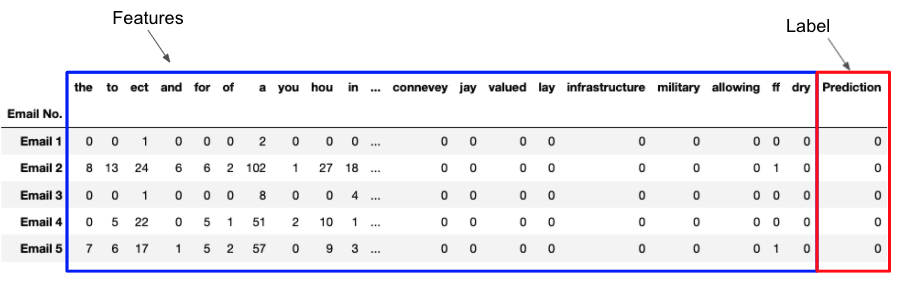 Features
Label
the to ect and for of a you hou in ... connevey jay valued lay infrastructure military allowing ff dry Prediction
Email No.
Email 1 0 0 1 0 0 0 2 0 0 0 ... 0 0 0 0 0 0 0 0 0 0
Email 2 8 13 24 6 6 2 102 1 27 18 ... 0 0 0 0 0 0 0 1 0 0
Email 3 0 0 1 0 0 0 8 0 0 4 ... 0 0 0 0 0 0 0 0 0 0
Email 4 0 5 22 0 5 1 51 2 10 1 ... 0 0 0 0 0 0 0 0 0 0
Email 5 7 6 17 1 5 2 57 0 9 3 ... 0 0 0 0 0 0 0 1 0 0